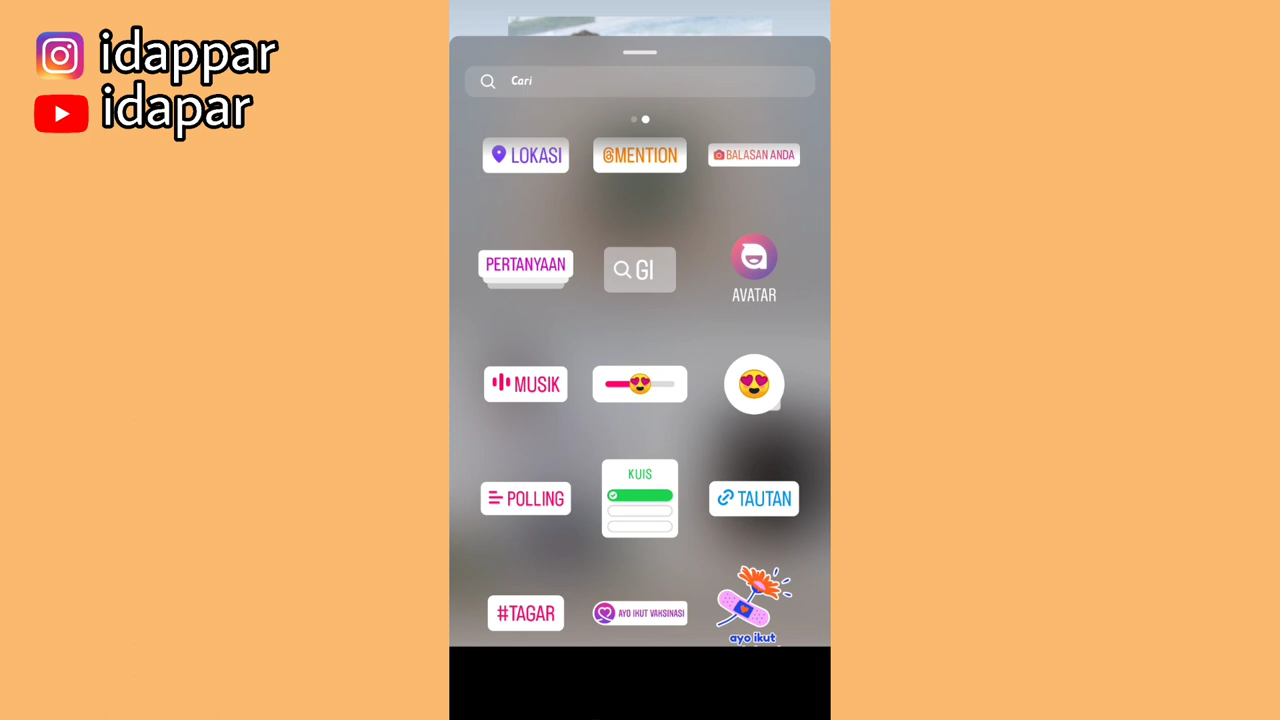 idappar
idapar
Cari
LOKASI
@MENTION
BALASAN ANDA
PERTANYAAN
GI
AVATAR
MUSIK
POLLING
KUIS
TAUTAN
#TAGAR
AYO IKUT VAKSINASI
ayo ikut